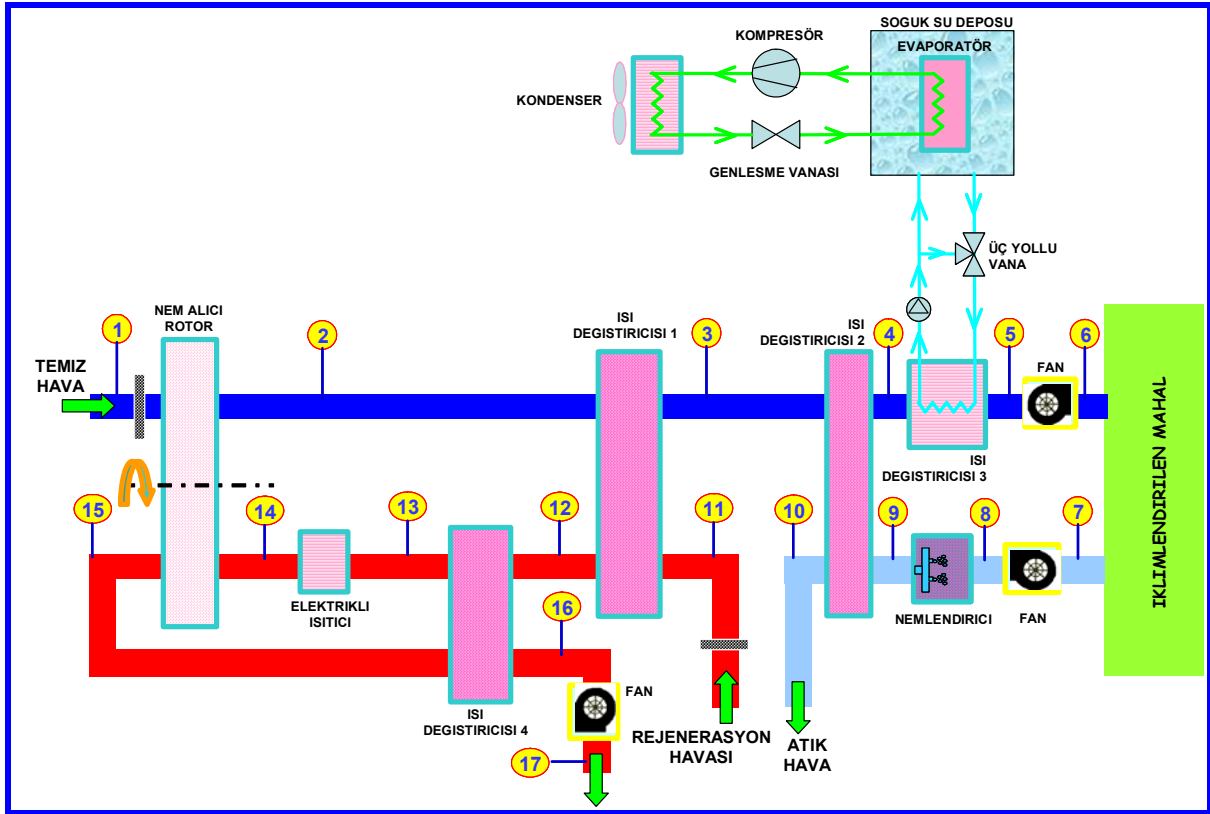 SOGUK SU DEPOSU
KOMPRESÖR
EVAPORATÖR
KONDENSER
GENLESME VANASI
ÜÇ YOLLU
VANA
NEM ALICI
ROTOR
ISI
DEGISTIRICISI 1
ISI
DEGISTIRICISI 2
1
2
3
4
5
6
TEMIZ
HAVA
FAN
ISI
DEGISTIRICISI 3
IKLIMLENDIRILEN MAHAL
15
14
13
12
11
10
9
8
7
ELEKTRIKLI
ISITICI
NEMLENDIRICI
FAN
16
ISI
DEGISTIRICISI 4
FAN
REJENERASYON
HAVASI
ATIK
HAVA
17